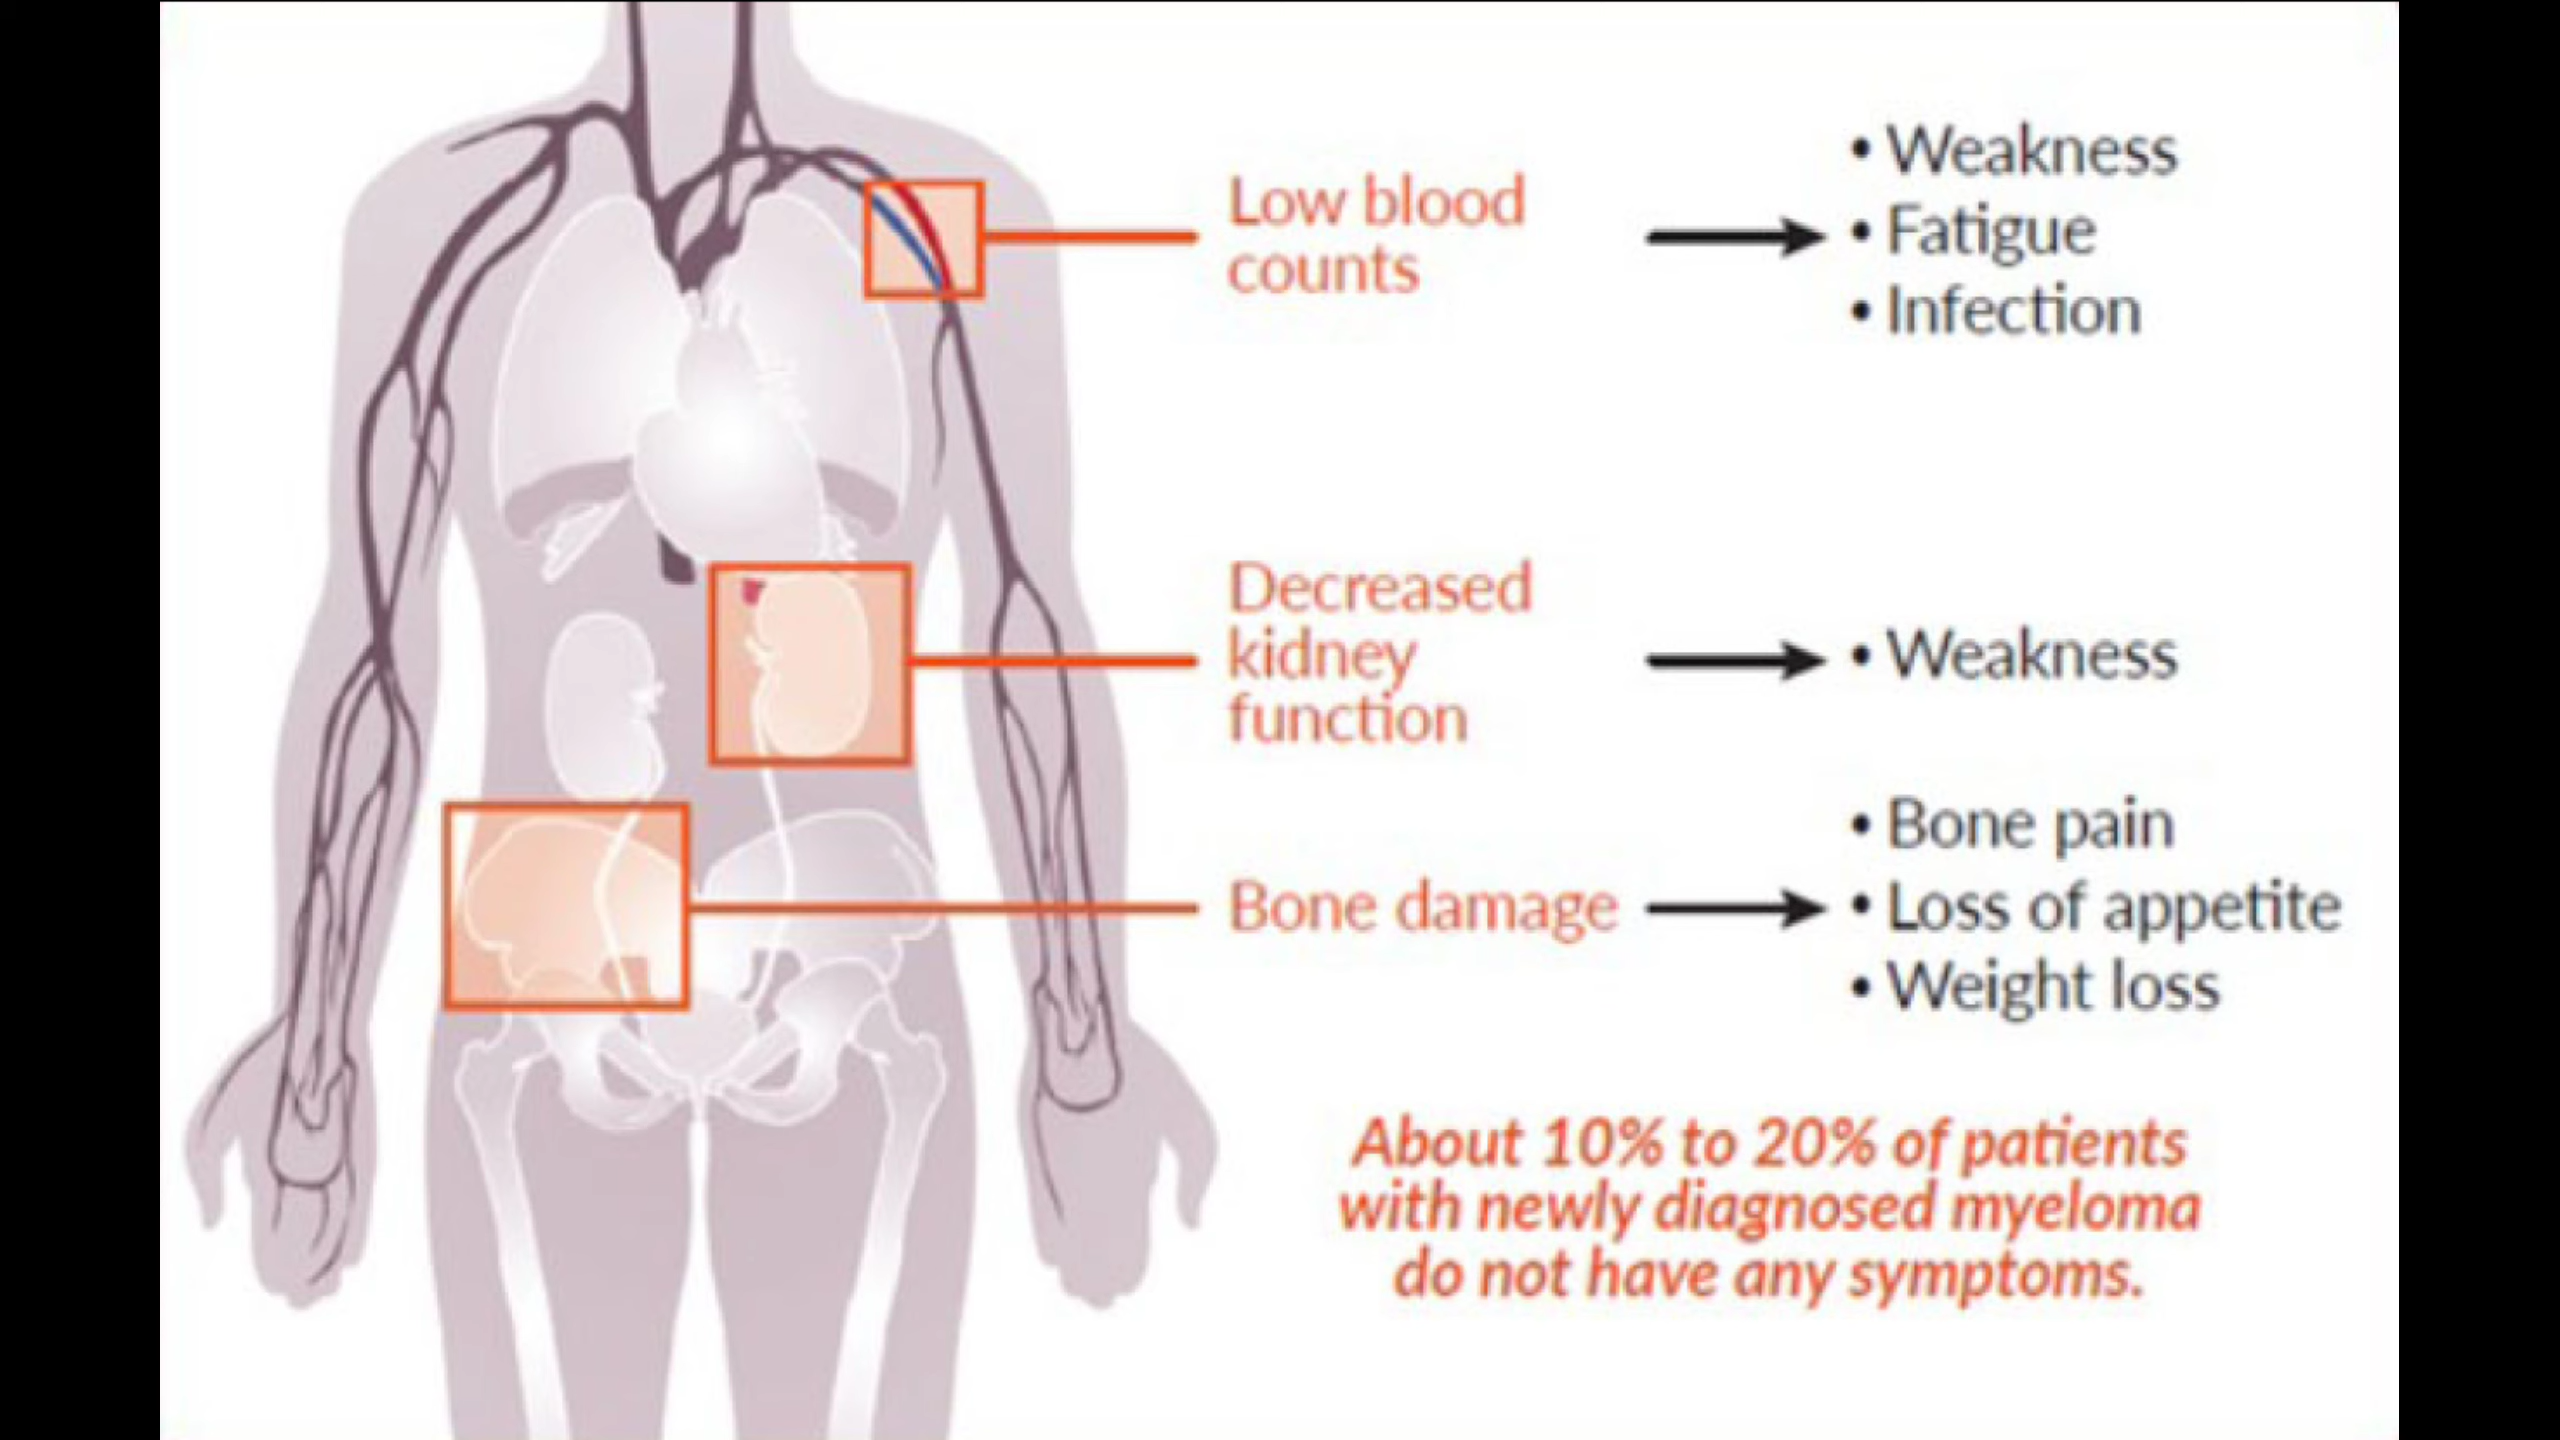 Low blood
counts
• Weakness
• Fatigue
• Infection
Decreased
kidney
function
• Weakness
Bone damage
• Bone pain
• Loss of appetite
• Weight loss
About 10% to 20% of patients
with newly diagnosed myeloma
do not have any symptoms.